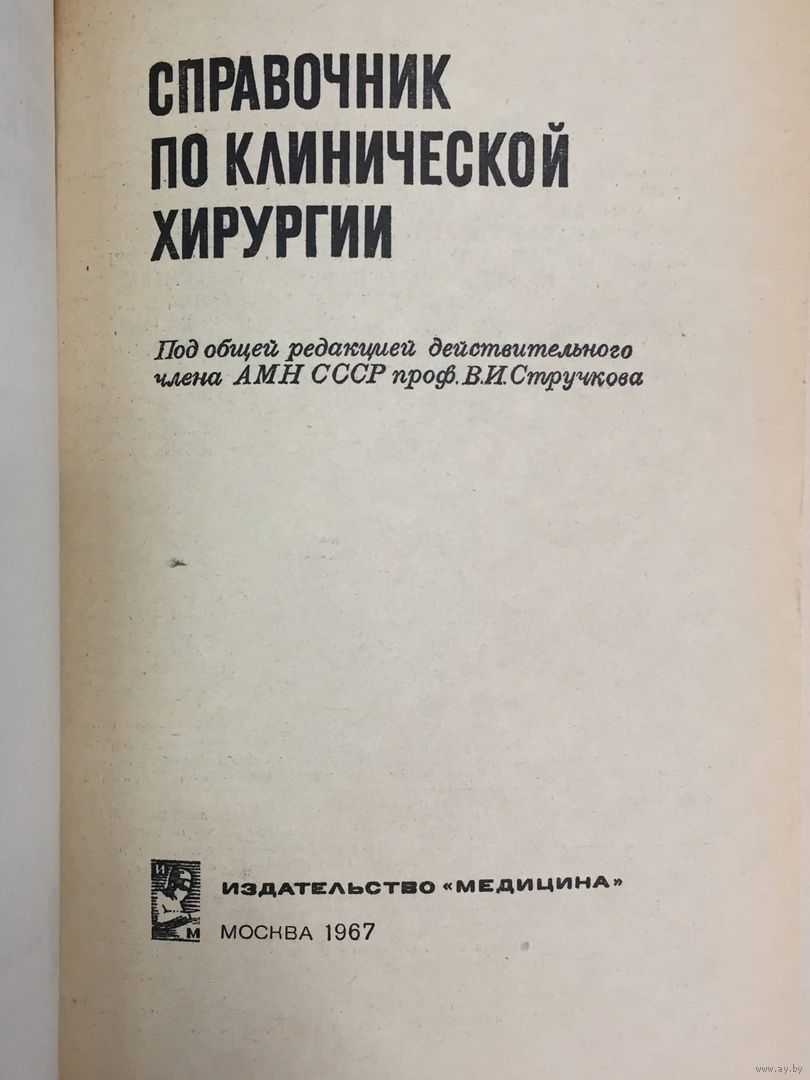 СПРАВОЧНИК
ПО КЛИНИЧЕСКОЙ
ХИРУРГИИ
Под общей редакцией действительного
члена АМН СССР проф. В.И. Стручкова
И
М
ИЗДАТЕЛЬСТВО «МЕДИЦИНА»
МОСКВА 1967
www.ay.by